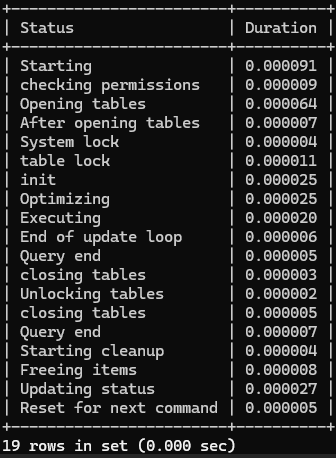 +-------------------------+----------+
| Status                  | Duration |
+-------------------------+----------+
| Starting                | 0.000091 |
| checking permissions    | 0.000009 |
| Opening tables          | 0.000064 |
| After opening tables    | 0.000007 |
| System lock             | 0.000004 |
| table lock              | 0.000011 |
| init                    | 0.000025 |
| Optimizing              | 0.000025 |
| Executing               | 0.000020 |
| End of update loop      | 0.000006 |
| Query end               | 0.000005 |
| closing tables          | 0.000003 |
| Unlocking tables        | 0.000002 |
| closing tables          | 0.000005 |
| Query end               | 0.000007 |
| Starting cleanup        | 0.000004 |
| Freeing items           | 0.000008 |
| Updating status         | 0.000027 |
| Reset for next command  | 0.000005 |
+-------------------------+----------+
19 rows in set (0.000 sec)